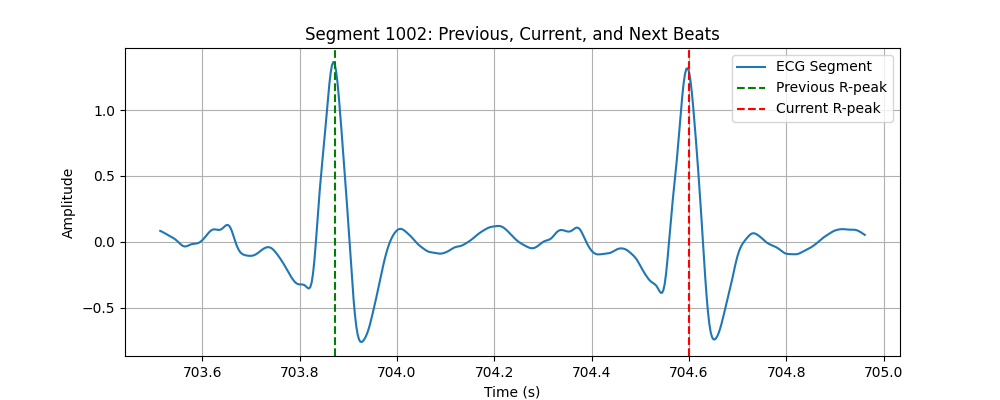 Segment 1002: Previous, Current, and Next Beats
ECG Segment
Previous R-peak
Current R-peak
1.0
0.5
0.0
−0.5
Amplitude
703.6 703.8 704.0 704.2 704.4 704.6 704.8 705.0
Time (s)